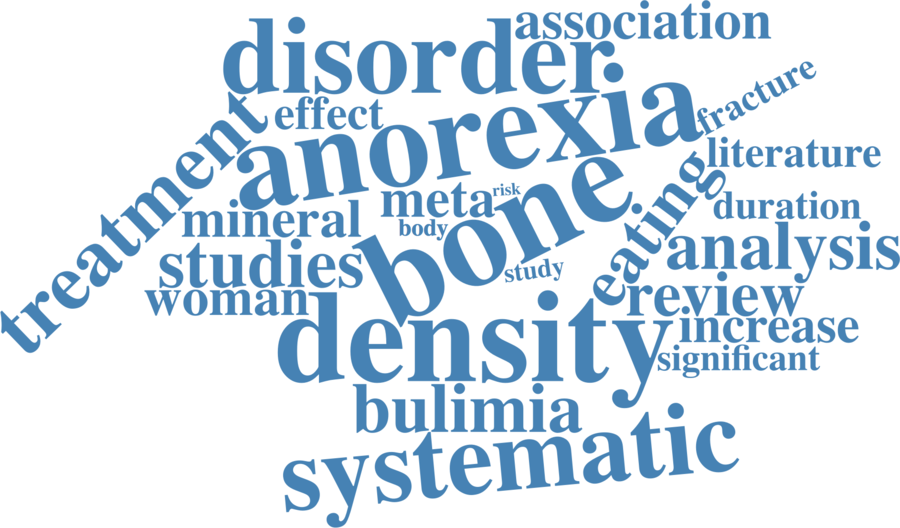 association
disorder
fracture
effect
anorexia
treatment
literature
meta
risk
bone
eating
mineral
body
duration
studies
analysis
study
woman
review
density
increase
significant
bulimia
systematic